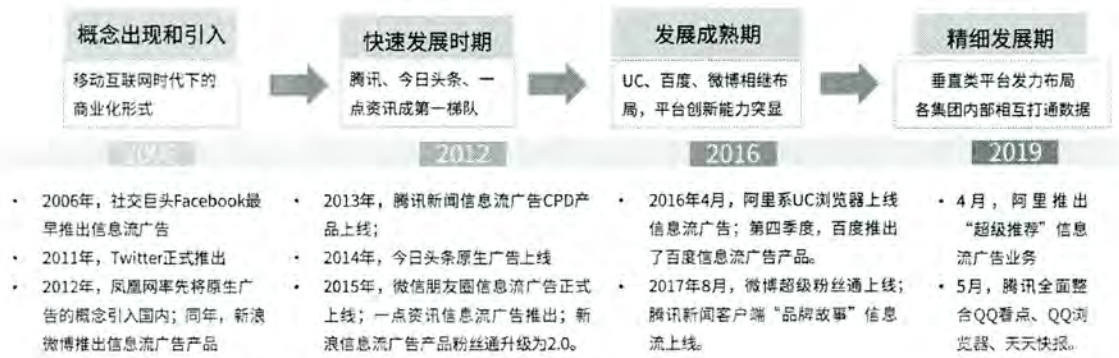 概念出现和引入
移动互联网时代下的
商业化形式
快速发展时期
腾讯、今日头条、一
点资讯成第一梯队
发展成熟期
UC、百度、微博相继布
局，平台创新能力突显
精细发展期
垂直类平台发力布局
各集团内部相互打通数据
2012
2016
2019
• 2006年，社交巨头Facebook最
早推出信息流广告
• 2011年，Twitter正式推出
• 2012年，凤凰网率先将原生广
告的概念引入国内；同年，新浪
微博推出信息流广告产品
• 2013年，腾讯新闻信息流广告CPD产
品上线；
• 2014年，今日头条原生广告上线
• 2015年，微信朋友圈信息流广告正式
上线；一点资讯信息流广告推出；新
浪信息流广告产品粉丝通升级为2.0。
• 2016年4月，阿里系UC浏览器上线
信息流广告；第四季度，百度推出
了百度信息流广告产品。
• 2017年8月，微博超级粉丝通上线；
腾讯新闻客户端“品牌故事”信息
流上线。
• 4月，阿里推出
“超级推荐”信息
流广告业务
• 5月，腾讯全面整
合QQ看点、QQ浏
览器、天天快报。